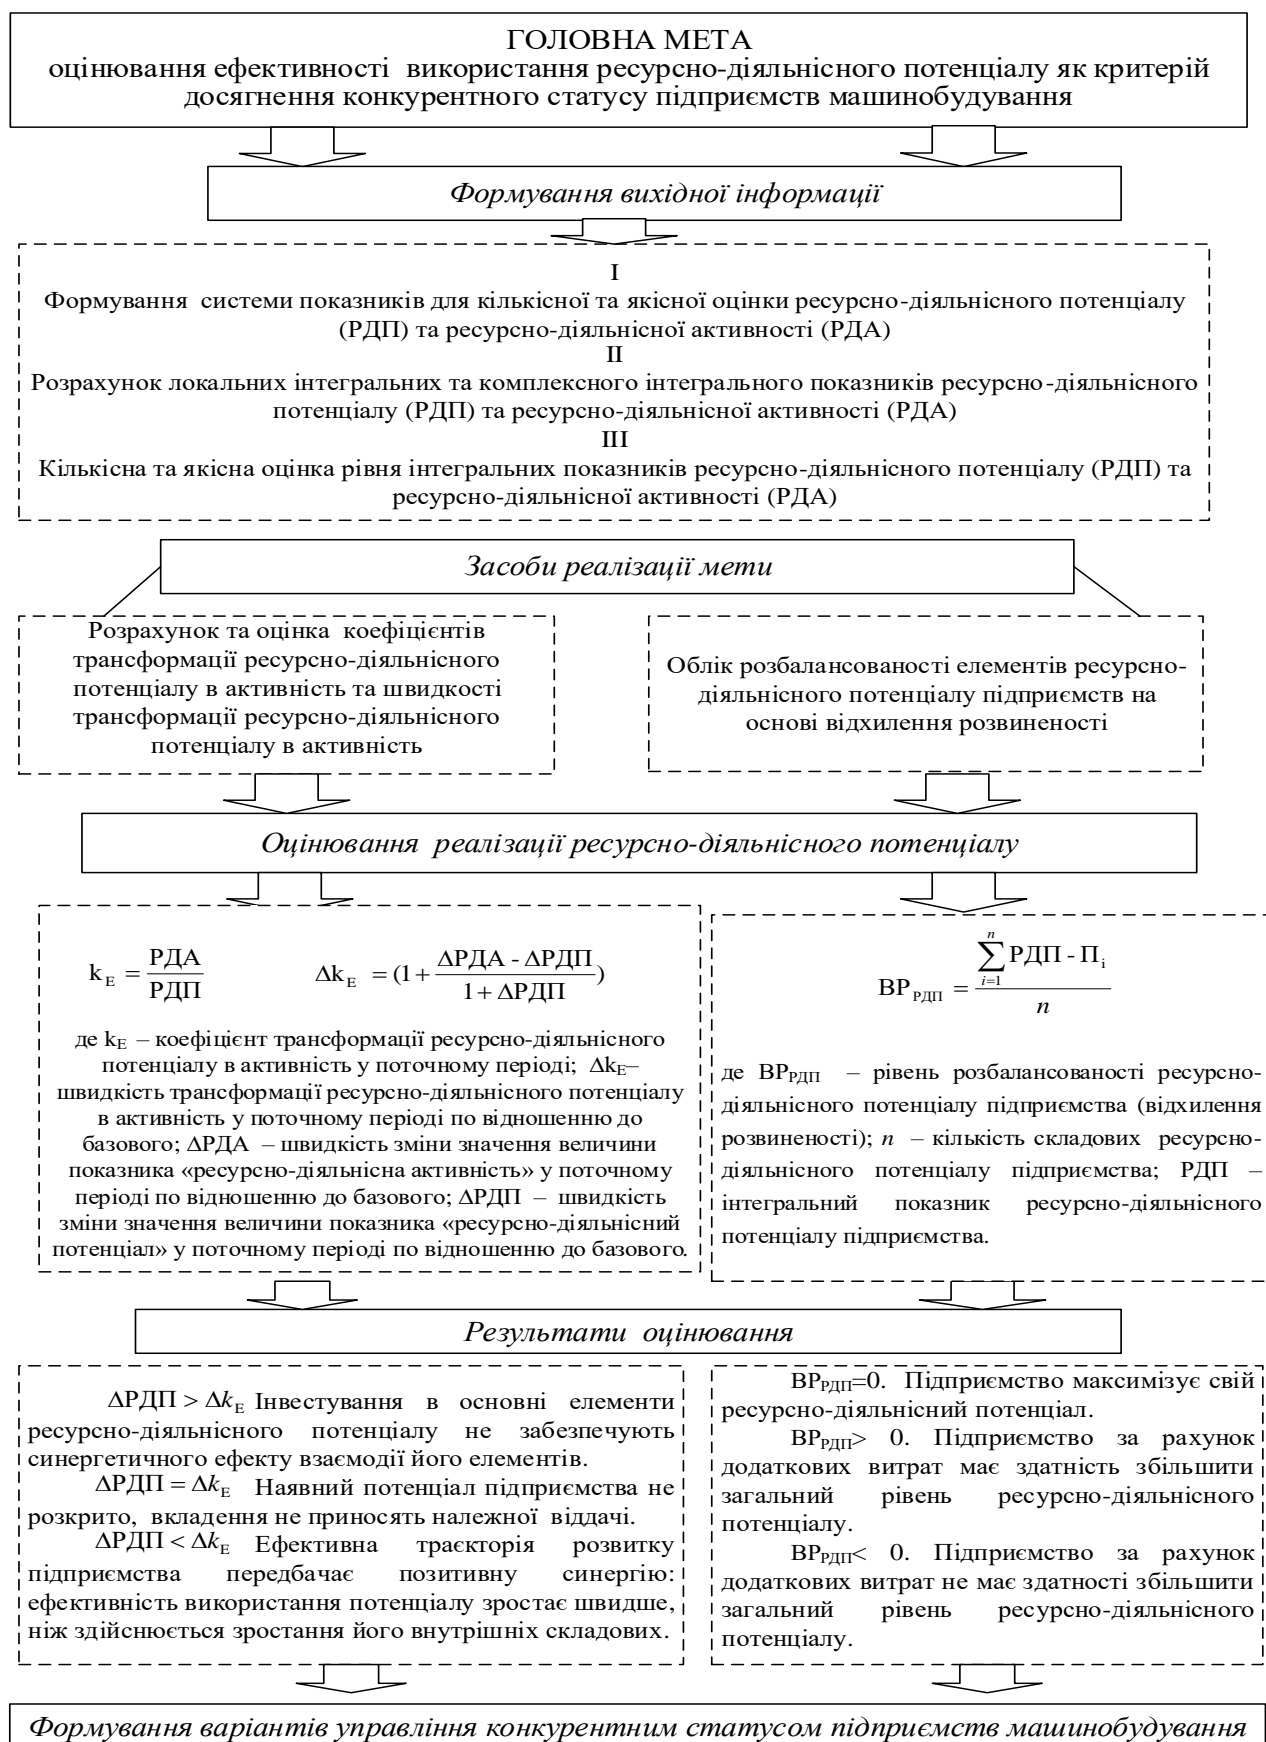 ГОЛОВНА МЕТА
оцінювання ефективності використання ресурсно-діяльнісного потенціалу як критерій
досягнення конкурентного статусу підприємств машинобудування
Формування вихідної інформації
I
Формування системи показників для кількісної та якісної оцінки ресурсно-діяльнісного потенціалу
(РДП) та ресурсно-діяльнісної активності (РДА)
II
Розрахунок локальних інтегральних та комплексного інтегрального показників ресурсно-діяльнісного
потенціалу (РДП) та ресурсно-діяльнісної активності (РДА)
III
Кількісна та якісна оцінка рівня інтегральних показників ресурсно-діяльнісного потенціалу (РДП) та
ресурсно-діяльнісної активності (РДА)
Засоби реалізації мети
Розрахунок та оцінка коефіцієнтів
трансформації ресурсно-діяльнісного
потенціалу в активність та швидкості
трансформації ресурсно-діяльнісного
потенціалу в активність
Облік розбалансованості елементів ресурсно-
діяльнісного потенціалу підприємств на
основі відхилення розвиненості
Оцінювання реалізації ресурсно-діяльнісного потенціалу
k_E = РДА / РДП
Δk_E = (1 + (ΔРДА - ΔРДП) / (1 + ΔРДП))
де k_E – коефіцієнт трансформації ресурсно-діяльнісного
потенціалу в активність у поточному періоді; Δk_E–
швидкість трансформації ресурсно-діяльнісного потенціалу
в активність у поточному періоді по відношенню до
базового; ΔРДА – швидкість зміни значення величини
показника «ресурсно-діяльнісна активність» у поточному
періоді по відношенню до базового; ΔРДП – швидкість
зміни значення величини показника «ресурсно-діяльнісний
потенціал» у поточному періоді по відношенню до базового.
ВР_РДП = (∑_{i=1}^{n} РДП - П_i) / n
де ВР_РДП – рівень розбалансованості ресурсно-
діяльнісного потенціалу підприємства (відхилення
розвиненості); n – кількість складових ресурсно-
діяльнісного потенціалу підприємства; РДП –
інтегральний показник ресурсно-діяльнісного
потенціалу підприємства.
Результати оцінювання
ΔРДП > Δk_E Інвестування в основні елементи
ресурсно-діяльнісного потенціалу не забезпечують
синергетичного ефекту взаємодії його елементів.
ΔРДП = Δk_E Наявний потенціал підприємства не
розкрито, вкладення не приносять належної віддачі.
ΔРДП < Δk_E Ефективна траєкторія розвитку
підприємства передбачає позитивну синергію:
ефективність використання потенціалу зростає швидше,
ніж здійснюється зростання його внутрішніх складових.
ВР_РДП=0. Підприємство максимізує свій
ресурсно-діяльнісний потенціал.
ВР_РДП> 0. Підприємство за рахунок
додаткових витрат має здатність збільшити
загальний рівень ресурсно-діяльнісного
потенціалу.
ВР_РДП< 0. Підприємство за рахунок
додаткових витрат не має здатності збільшити
загальний рівень ресурсно-діяльнісного
потенціалу.
Формування варіантів управління конкурентним статусом підприємств машинобудування